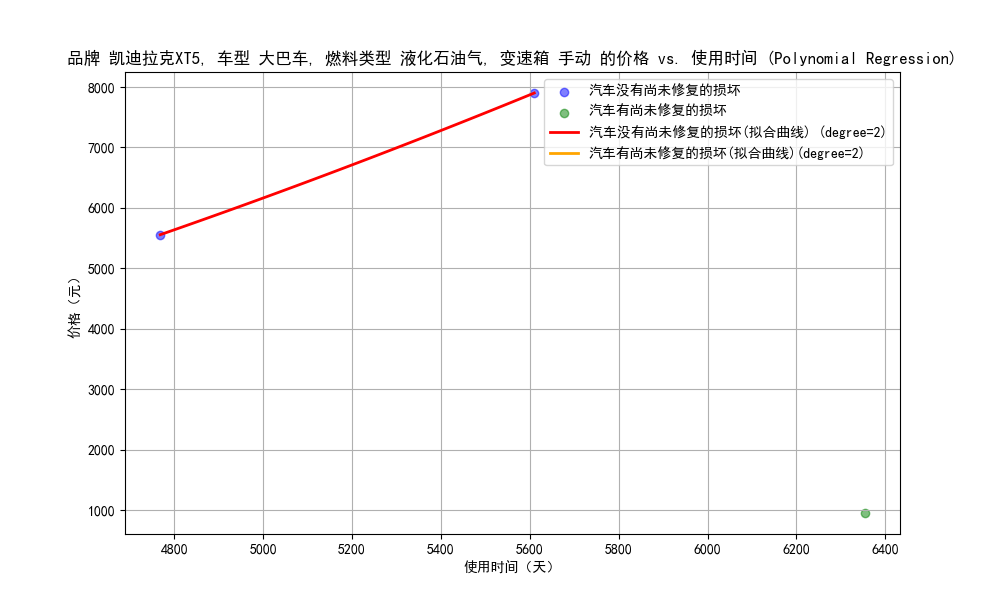 品牌 凯迪拉克XT5, 车型 大巴车, 燃料类型 液化石油气, 变速箱 手动 的价格 vs. 使用时间 (Polynomial Regression)
汽车没有尚未修复的损坏
汽车有尚未修复的损坏
汽车没有尚未修复的损坏(拟合曲线) (degree=2)
汽车有尚未修复的损坏(拟合曲线)(degree=2)
8000
7000
6000
5000
4000
3000
2000
1000
价格（元）
4800 5000 5200 5400 5600 5800 6000 6200 6400
使用时间（天）